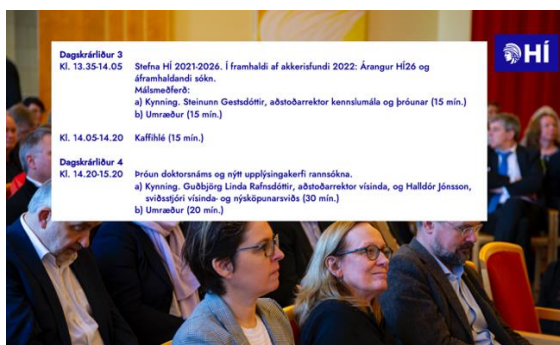 HÍ
Dagskrárliður 3
Kl. 13.35-14.05 Stefna HÍ 2021-2026. Í framhaldi af akkerisfundi 2022: Árangur HÍ26 og
áframhaldandi sókn.
Málsmeðferð:
a) Kynning. Steinunn Gestsdóttir, aðstoðarrektor kennslumála og þróunar (15 mín.)
b) Umræður (15 mín.)
Kl. 14.05-14.20 Kaffihlé (15 mín.)
Dagskrárliður 4
Kl. 14.20-15.20 Þróun doktorsnáms og nýtt upplýsingakerfi rannsókna.
a) Kynning. Guðbjörg Linda Rafnsdóttir, aðstoðarrektor vísinda, og Halldór Jónsson,
sviðsstjóri vísinda- og nýsköpunarsviðs (30 mín.)
b) Umræður (20 mín.)